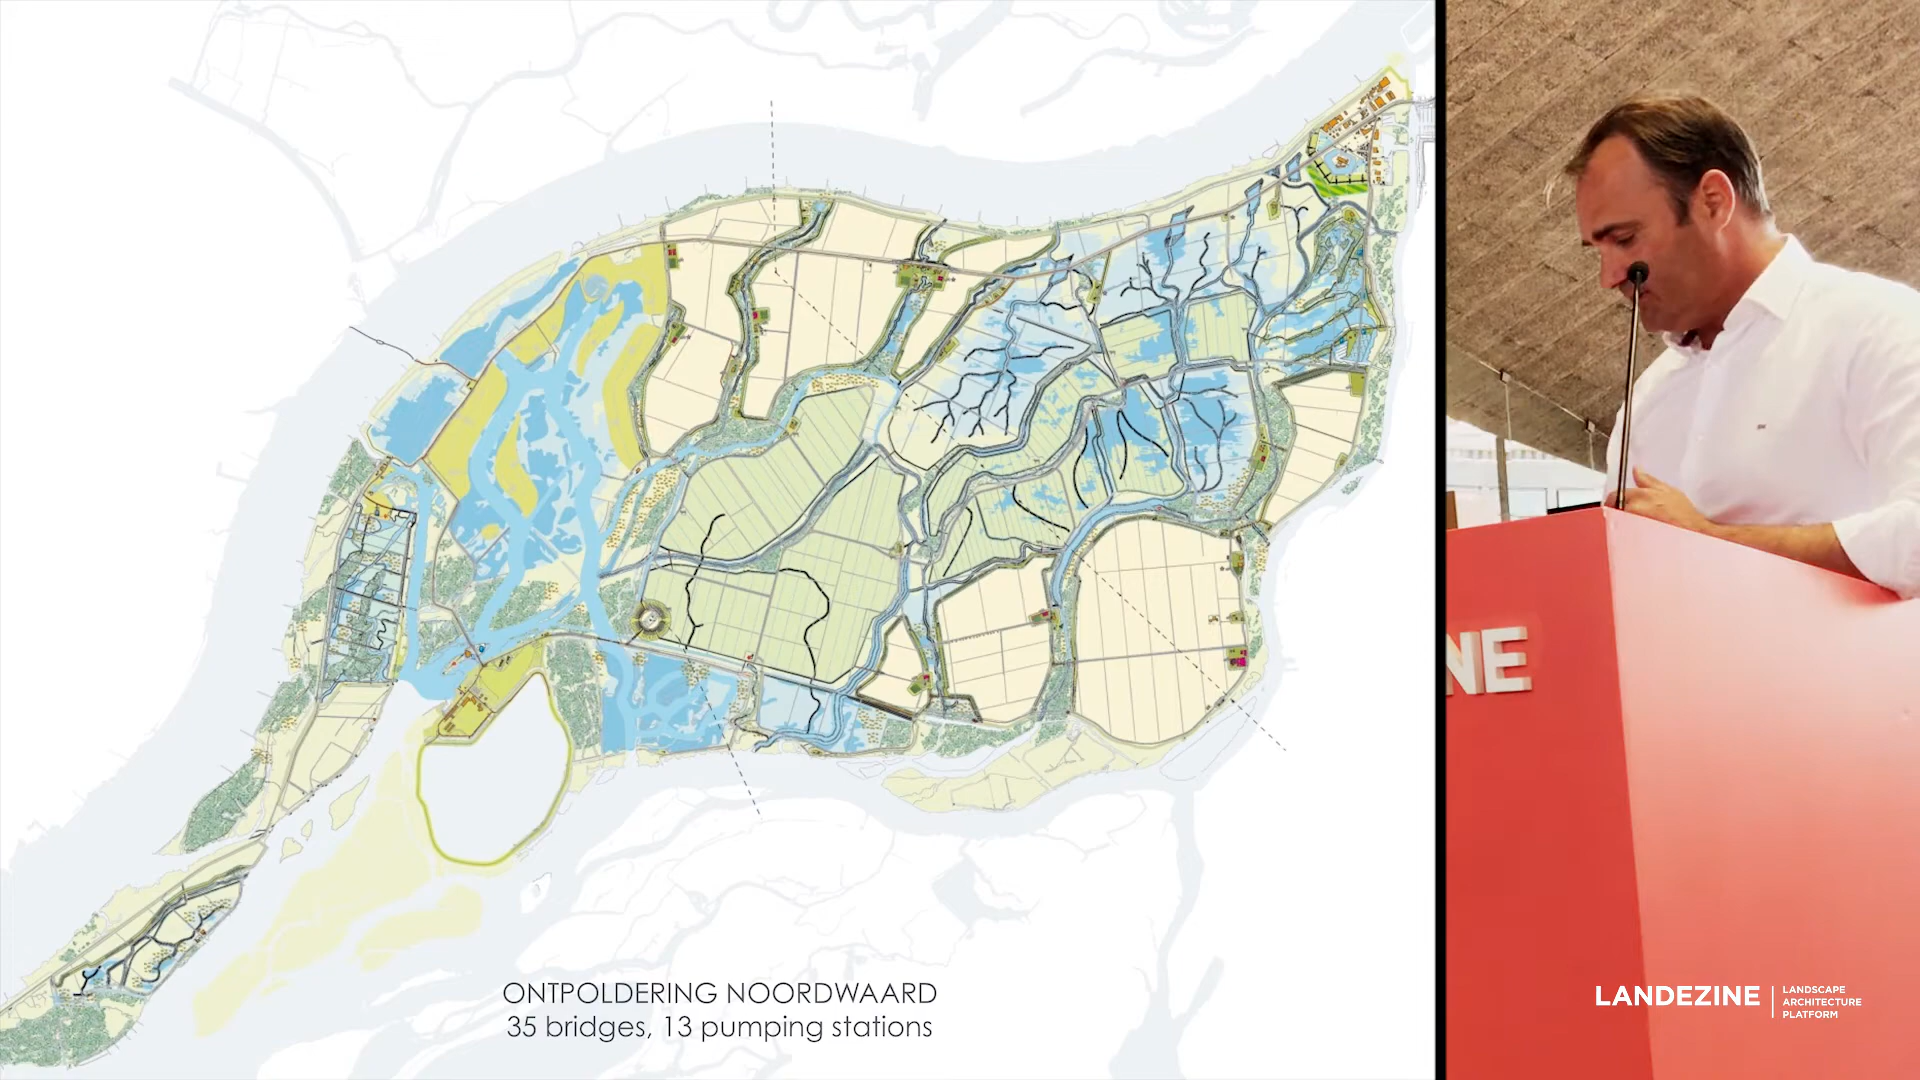 ONTPOLDERING NOORDWAARD
35 bridges, 13 pumping stations
NE
LANDEZINE
LANDSCAPE
ARCHITECTURE
PLATFORM